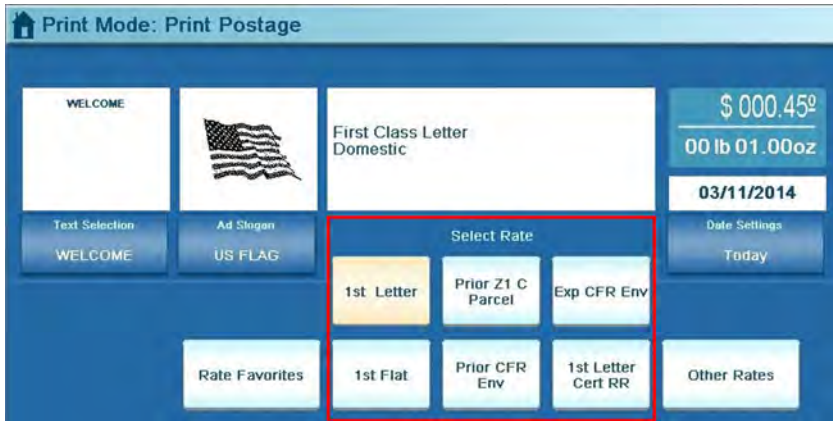 Print Mode: Print Postage
WELCOME
First Class Letter
Domestic
$ 000.45º
00 lb 01.00oz
03/11/2014
Text Selection
WELCOME
Ad Slogan
US FLAG
Select Rate
Date Settings
Today
1st Letter
Prior Z1 C
Parcel
Exp CFR Env
Rate Favorites
1st Flat
Prior CFR
Env
1st Letter
Cert RR
Other Rates